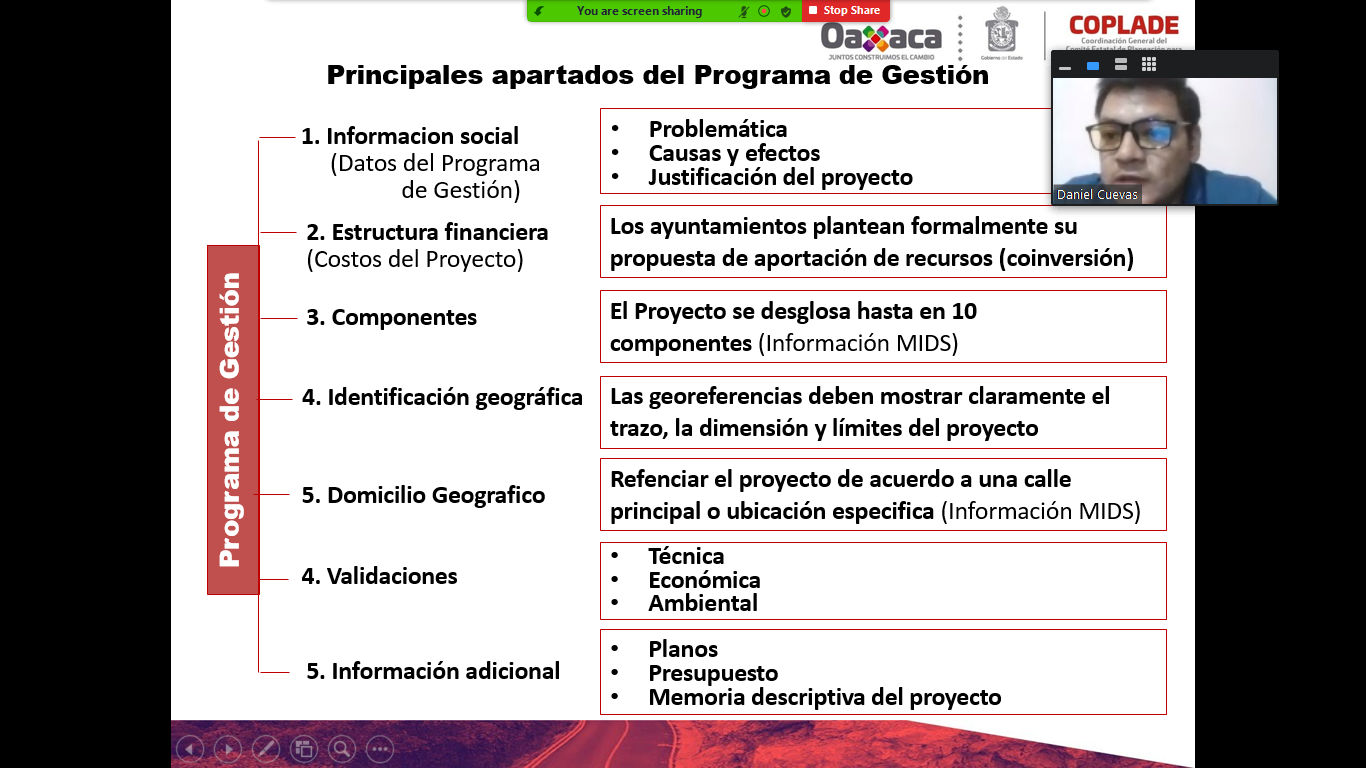 You are screen sharing
Stop Share
Oaxaca
JUNTOS CONSTRUIMOS EL CAMBIO
Gobierno del Estado
COPLADE
Coordinación General del
Comité Estatal de Planeación para
Principales apartados del Programa de Gestión
Daniel Cuevas
Programa de Gestión
1. Informacion social
(Datos del Programa
de Gestión)
• Problemática
• Causas y efectos
• Justificación del proyecto
2. Estructura financiera
(Costos del Proyecto)
Los ayuntamientos plantean formalmente su
propuesta de aportación de recursos (coinversión)
3. Componentes
El Proyecto se desglosa hasta en 10
componentes (Información MIDS)
4. Identificación geográfica
Las georeferencias deben mostrar claramente el
trazo, la dimensión y límites del proyecto
5. Domicilio Geografico
Refenciar el proyecto de acuerdo a una calle
principal o ubicación especifica (Información MIDS)
4. Validaciones
• Técnica
• Económica
• Ambiental
5. Información adicional
• Planos
• Presupuesto
• Memoria descriptiva del proyecto